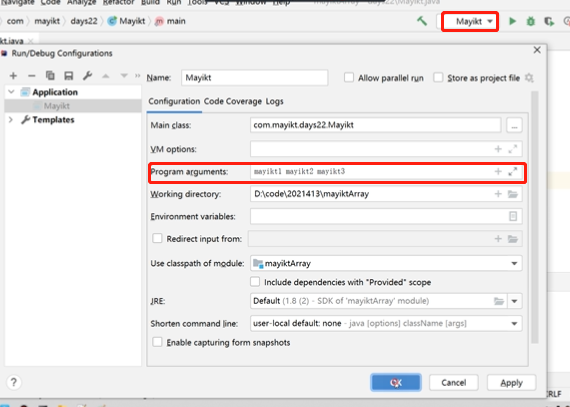 Navigate Code Analyze Refactor Build Run Tools VCS Window Help
com mayikt days22 Mayikt main
Mayikt
kt.java
Run/Debug Configurations
Name: Mayikt Allow parallel run Store as project file
Application
Mayikt
Templates
Configuration Code Coverage Logs
Main class: com.mayikt.days22.Mayikt ...
VM options:
Program arguments: mayikt1 mayikt2 mayikt3
Working directory: D:\code\2021413\mayiktArray
Environment variables:
Redirect input from:
Use classpath of module: mayiktArray
Include dependencies with "Provided" scope
JRE: Default (1.8 (2) - SDK of 'mayiktArray' module)
Shorten command line: user-local default: none - java [options] className [args]
Enable capturing form snapshots
? OK Cancel Apply
RLF